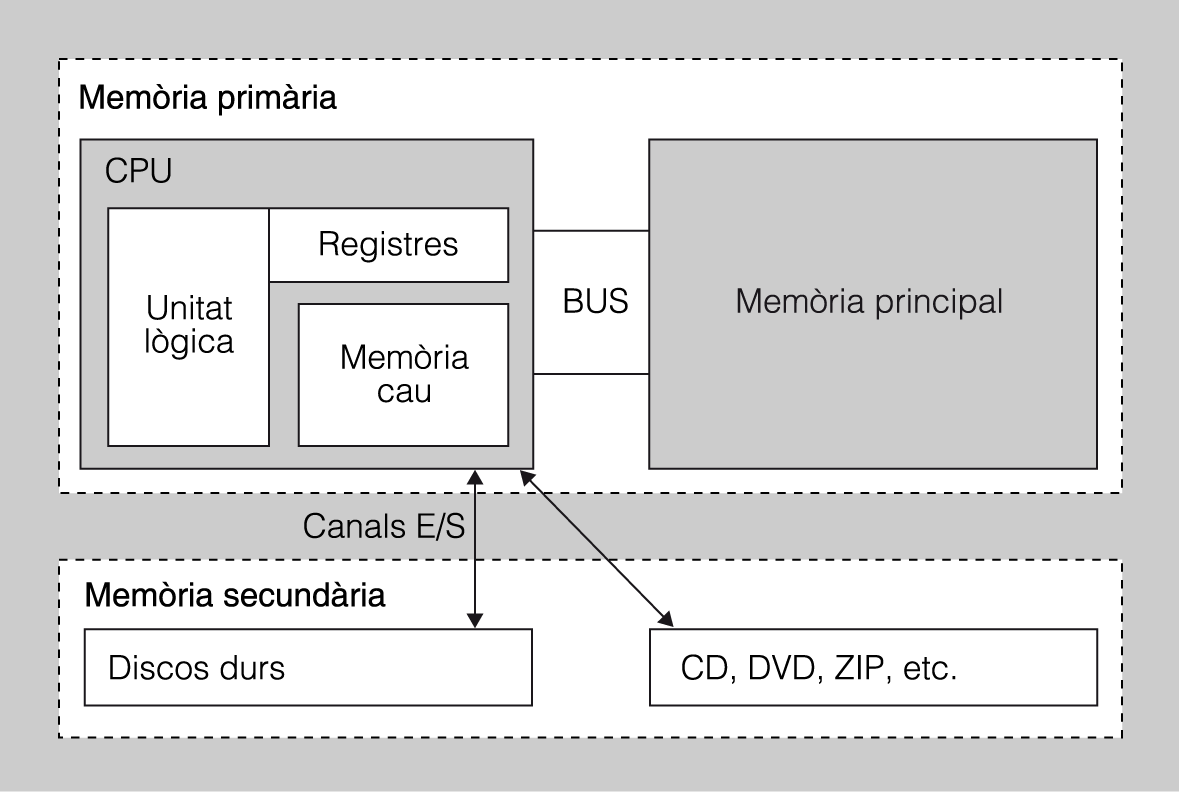 Memòria primària
CPU
Registres
Unitat
lògica
Memòria
cau
BUS
Memòria principal
Canals E/S
Memòria secundària
Discos durs
CD, DVD, ZIP, etc.